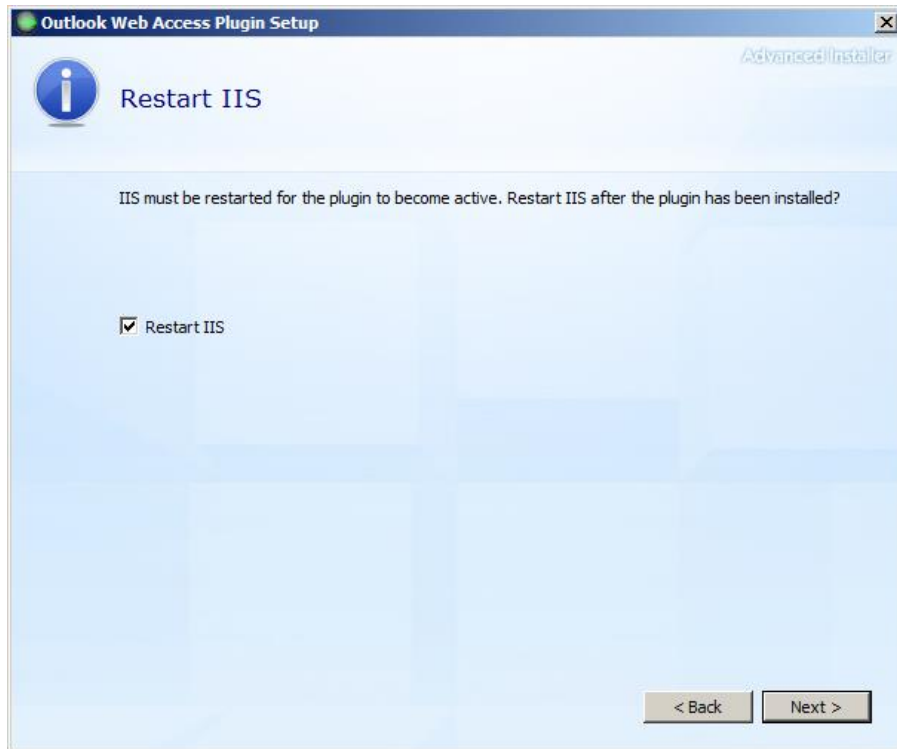 Outlook Web Access Plugin Setup
Advanced Installer
Restart IIS
IIS must be restarted for the plugin to become active. Restart IIS after the plugin has been installed?
Restart IIS
< Back
Next >